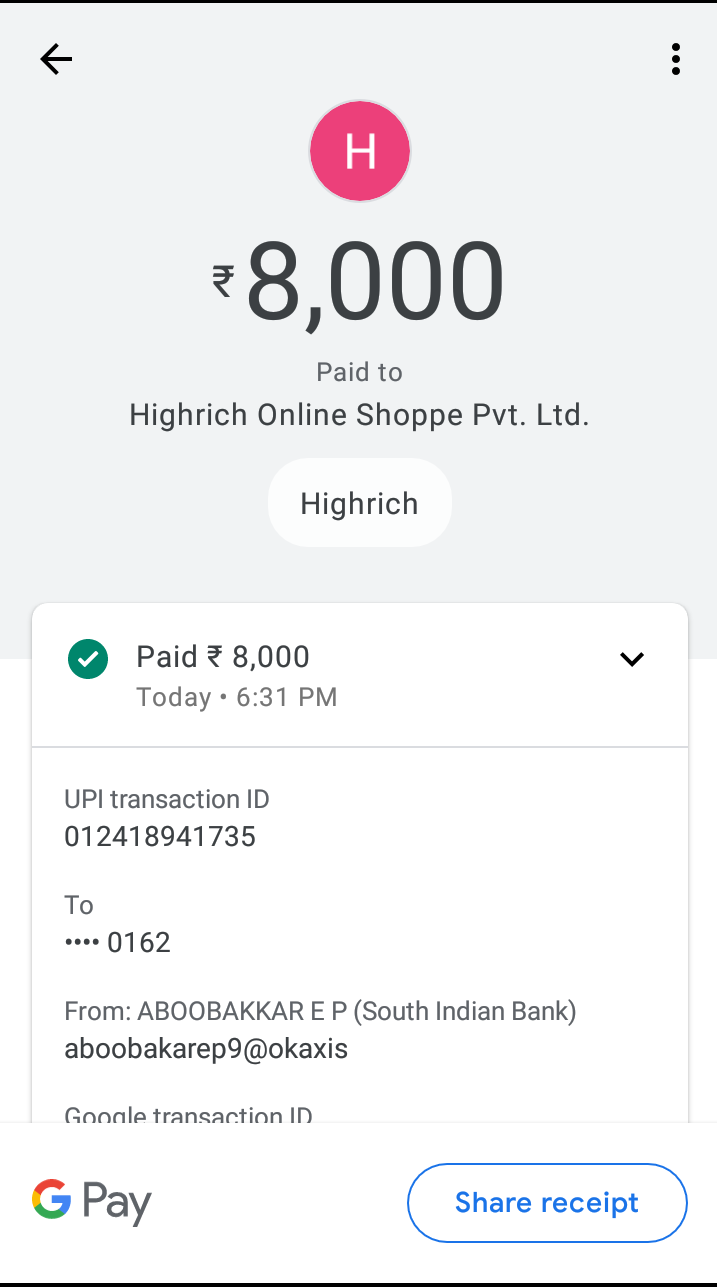 H
₹8,000
Paid to
Highrich Online Shoppe Pvt. Ltd.
Highrich
Paid ₹ 8,000
Today • 6:31 PM
UPI transaction ID
012418941735
To
•••• 0162
From: ABOOBAKKAR E P (South Indian Bank)
aboobakarep9@okaxis
Google transaction ID
G Pay
Share receipt